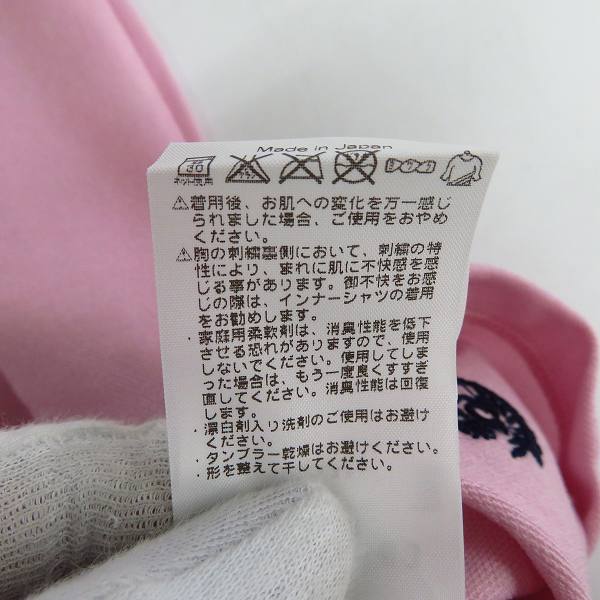 Made in Japan
30
ネット使用
⚠着用後、お肌への変化を万一感じ
られました場合、ご使用をおやめ
ください。
⚠胸の刺繍裏側において、刺繍の特
性により、まれに肌に不快感を感
じる事があります。御不快をお感
じの際は、インナーシャツの着用
をお勧めします。
・家庭用柔軟剤は、消臭性能を低下
させる恐れがありますので、使用
しないでください。使用してしま
った場合は、もう一度良くすすぎ
直してください。消臭性能は回復
します。
・漂白剤入り洗剤のご使用はお避け
ください。
・タンブラー乾燥はお避けください。
・形を整えて干してください。